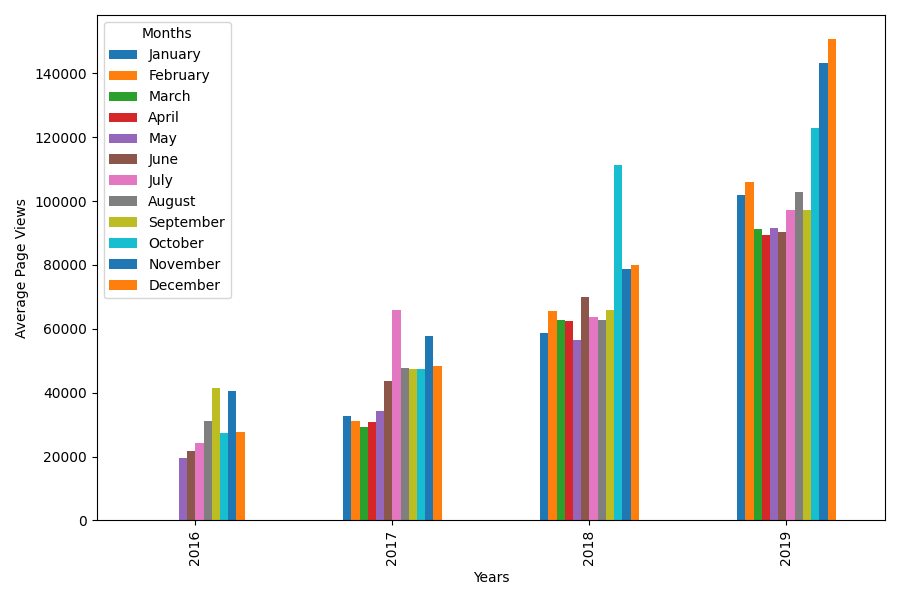 Months
January
February
March
April
May
June
July
August
September
October
November
December
140000
120000
100000
80000
60000
40000
20000
0
Average Page Views
2016
2017
2018
2019
Years